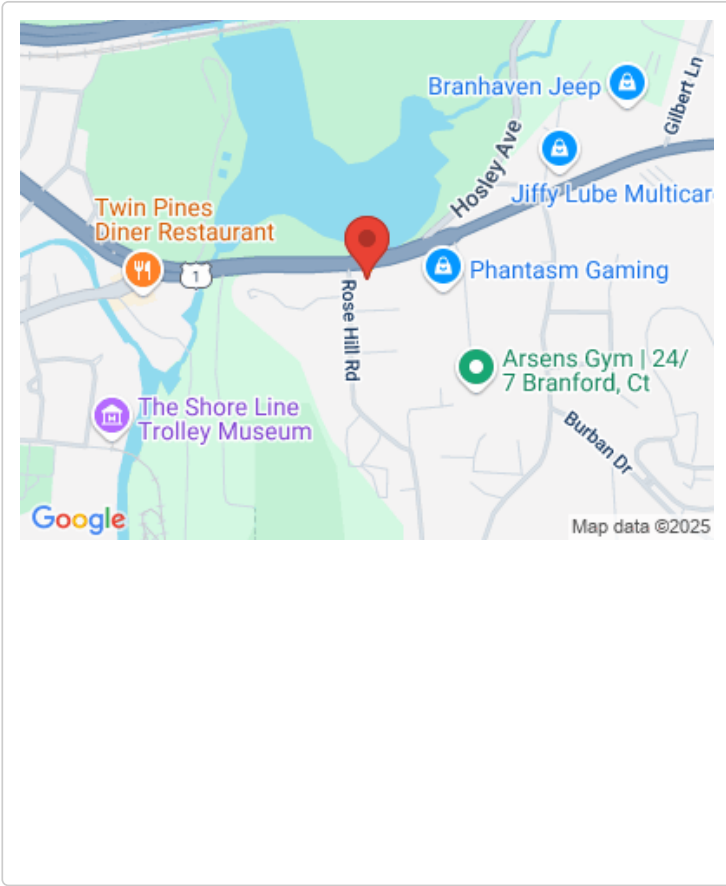 Branhaven Jeep
Gilbert Ln
Hosley Ave
Jiffy Lube Multicar
Twin Pines
Diner Restaurant
1
Phantasm Gaming
Rose Hill Rd
Arsens Gym | 24/
7 Branford, Ct
The Shore Line
Trolley Museum
Burban Dr
Google
Map data ©2025